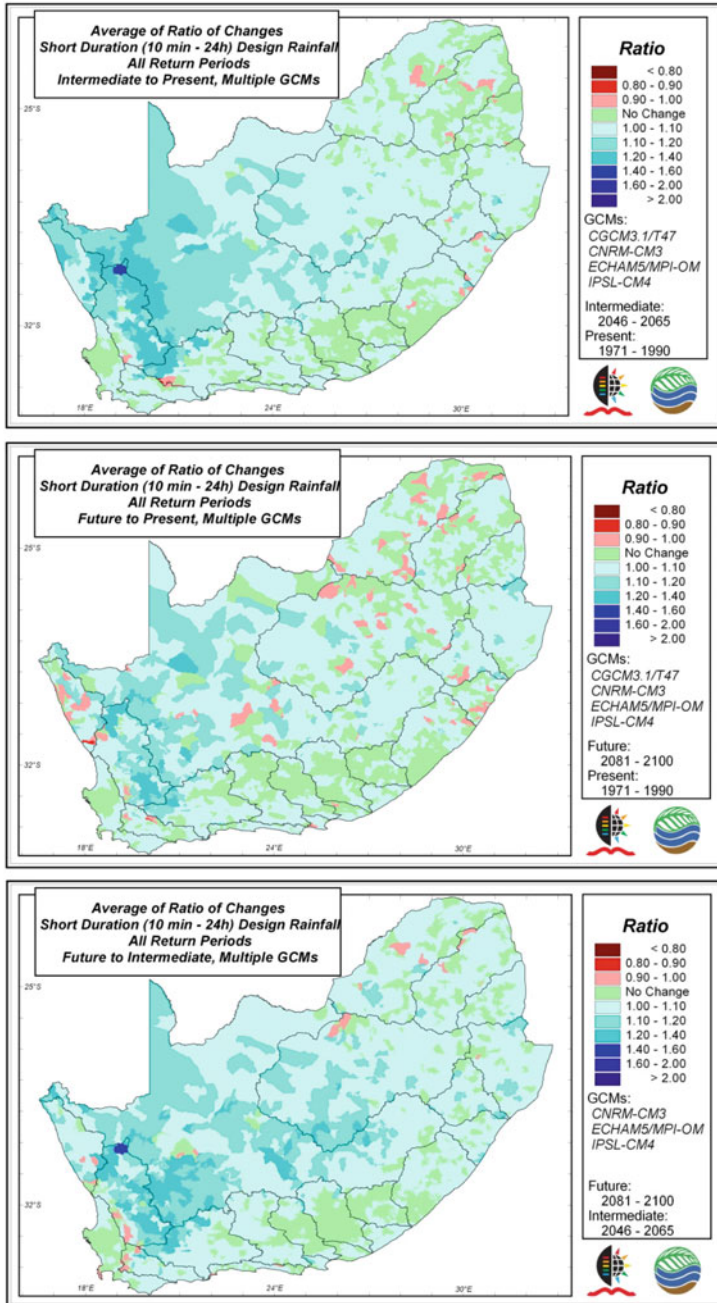 Average of Ratio of Changes
Short Duration (10 min - 24h) Design Rainfall
All Return Periods
Intermediate to Present, Multiple GCMs
25°S
32°S
18°E
24°E
30°E
Ratio
< 0.80
0.80 - 0.90
0.90 - 1.00
No Change
1.00 - 1.10
1.10 - 1.20
1.20 - 1.40
1.40 - 1.60
1.60 - 2.00
> 2.00
GCMs:
CGCM3.1/T47
CNRM-CM3
ECHAM5/MPI-OM
IPSL-CM4
Intermediate:
2046 - 2065
Present:
1971 - 1990
Average of Ratio of Changes
Short Duration (10 min - 24h) Design Rainfall
All Return Periods
Future to Present, Multiple GCMs
25°S
32°S
18°E
24°E
30°E
Ratio
< 0.80
0.80 - 0.90
0.90 - 1.00
No Change
1.00 - 1.10
1.10 - 1.20
1.20 - 1.40
1.40 - 1.60
1.60 - 2.00
> 2.00
GCMs:
CGCM3.1/T47
CNRM-CM3
ECHAM5/MPI-OM
IPSL-CM4
Future:
2081 - 2100
Present:
1971 - 1990
Average of Ratio of Changes
Short Duration (10 min - 24h) Design Rainfall
All Return Periods
Future to Intermediate, Multiple GCMs
25°S
32°S
18°E
24°E
30°E
Ratio
< 0.80
0.80 - 0.90
0.90 - 1.00
No Change
1.00 - 1.10
1.10 - 1.20
1.20 - 1.40
1.40 - 1.60
1.60 - 2.00
> 2.00
GCMs:
CNRM-CM3
ECHAM5/MPI-OM
IPSL-CM4
Future:
2081 - 2100
Intermediate:
2046 - 2065